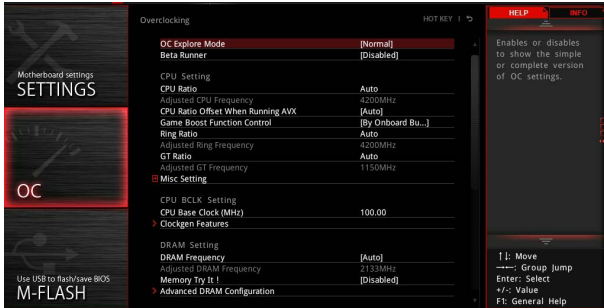 Overclocking
HOT KEY |
HELP
INFO
OC Explore Mode [Normal]
Beta Runner [Disabled]
CPU Setting
CPU Ratio Auto
Adjusted CPU Frequency 4200MHz
CPU Ratio Offset When Running AVX [Auto]
Game Boost Function Control [By Onboard Bu...]
Ring Ratio Auto
Adjusted Ring Frequency 4200MHz
GT Ratio Auto
Adjusted GT Frequency 1150MHz
Misc Setting
CPU BCLK Setting
CPU Base Clock (MHz) 100.00
Clockgen Features
DRAM Setting
DRAM Frequency [Auto]
Adjusted DRAM Frequency 2133MHz
Memory Try It ! [Disabled]
Advanced DRAM Configuration
Motherboard settings
SETTINGS
OC
Use USB to flash/save BIOS
M-FLASH
Enables or disables
to show the simple
or complete version
of OC settings.
↑↓: Move
→←: Group Jump
Enter: Select
+/-: Value
F1: General Help